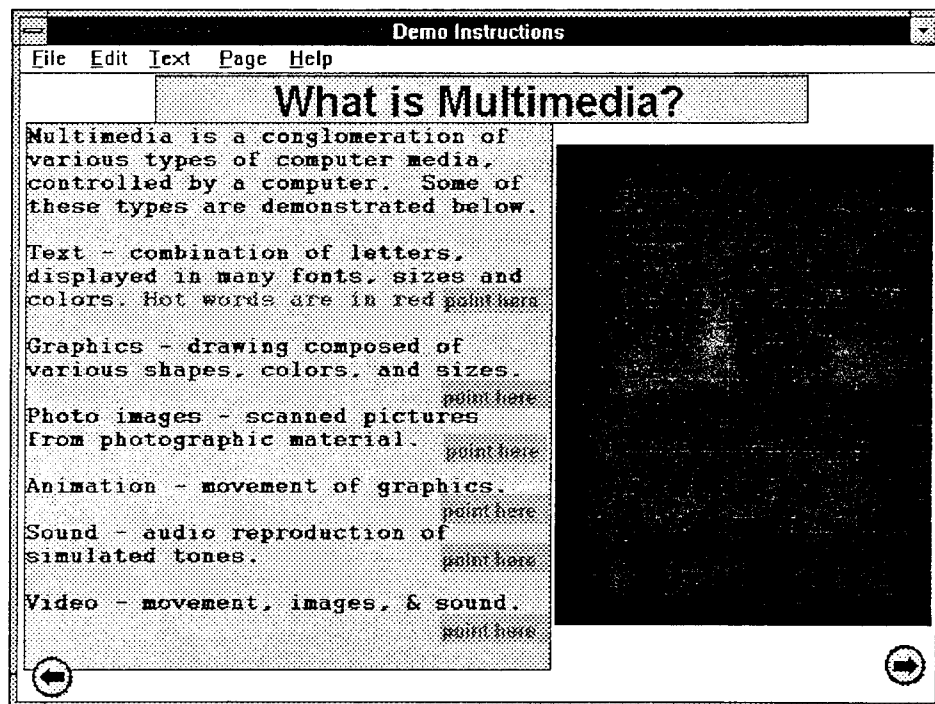 Demo Instructions
File Edit Text Page Help
What is Multimedia?
Multimedia is a conglomeration of
various types of computer media,
controlled by a computer. Some of
these types are demonstrated below.
Text - combination of letters,
displayed in many fonts, sizes and
colors. Hot words are in red point here
Graphics - drawing composed of
various shapes, colors, and sizes.
point here
Photo images - scanned pictures
from photographic material.
point here
Animation - movement of graphics.
point here
Sound - audio reproduction of
simulated tones. point here
Video - movement, images, & sound.
point here